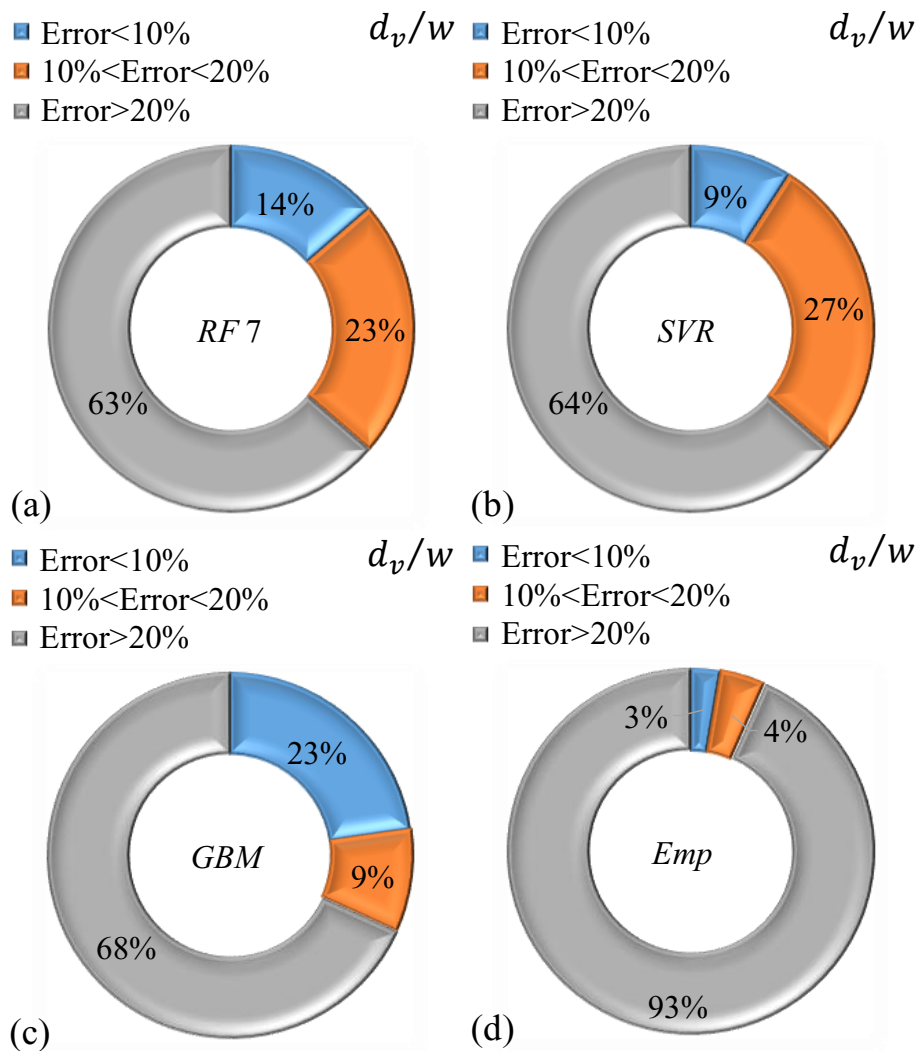 Error<10%
d_v/w
10%<Error<20%
Error>20%
14%
23%
63%
RF 7
(a)
Error<10%
d_v/w
10%<Error<20%
Error>20%
9%
27%
64%
SVR
(b)
Error<10%
d_v/w
10%<Error<20%
Error>20%
23%
9%
68%
GBM
(c)
Error<10%
d_v/w
10%<Error<20%
Error>20%
3%
4%
93%
Emp
(d)